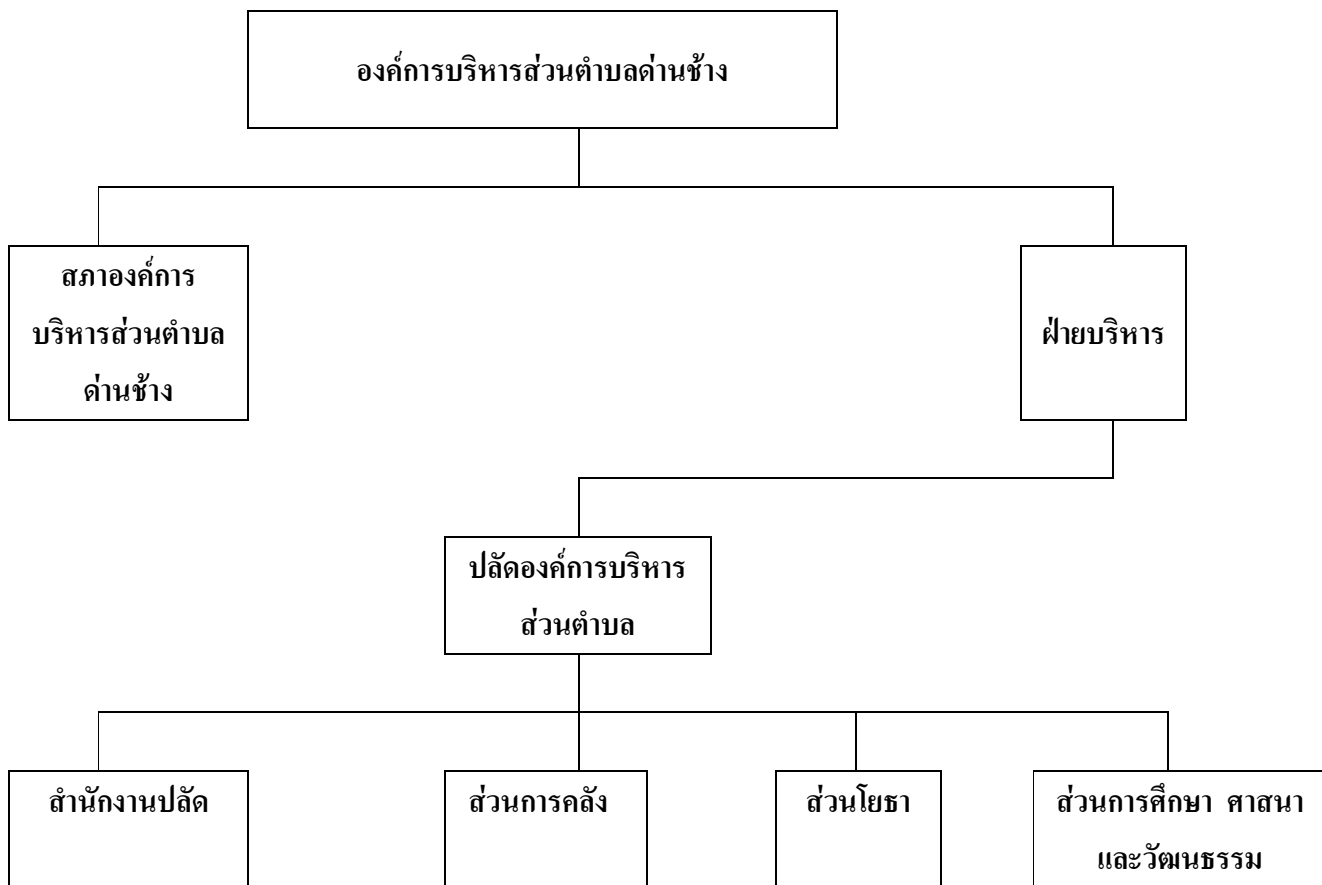 องค์การบริหารส่วนตำบลด่านช้าง
สภาองค์การ
บริหารส่วนตำบล
ด่านช้าง
ฝ่ายบริหาร
ปลัดองค์การบริหาร
ส่วนตำบล
สำนักงานปลัด
ส่วนการคลัง
ส่วนโยธา
ส่วนการศึกษา ศาสนา
และวัฒนธรรม